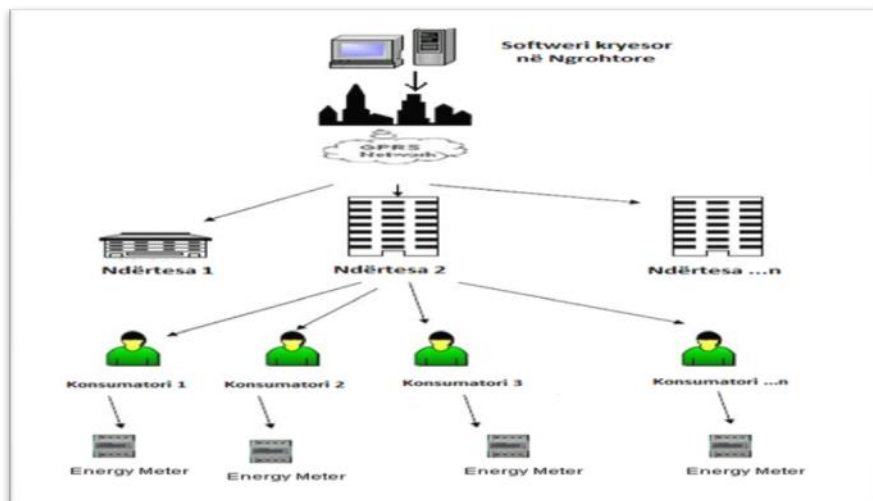 Softweri kryesor
në Ngrohtore
GPRS
Network
Ndërtesa 1
Ndërtesa 2
Ndërtesa ...n
Konsumatori 1
Konsumatori 2
Konsumatori 3
Konsumatori ...n
Energy Meter
Energy Meter
Energy Meter
Energy Meter